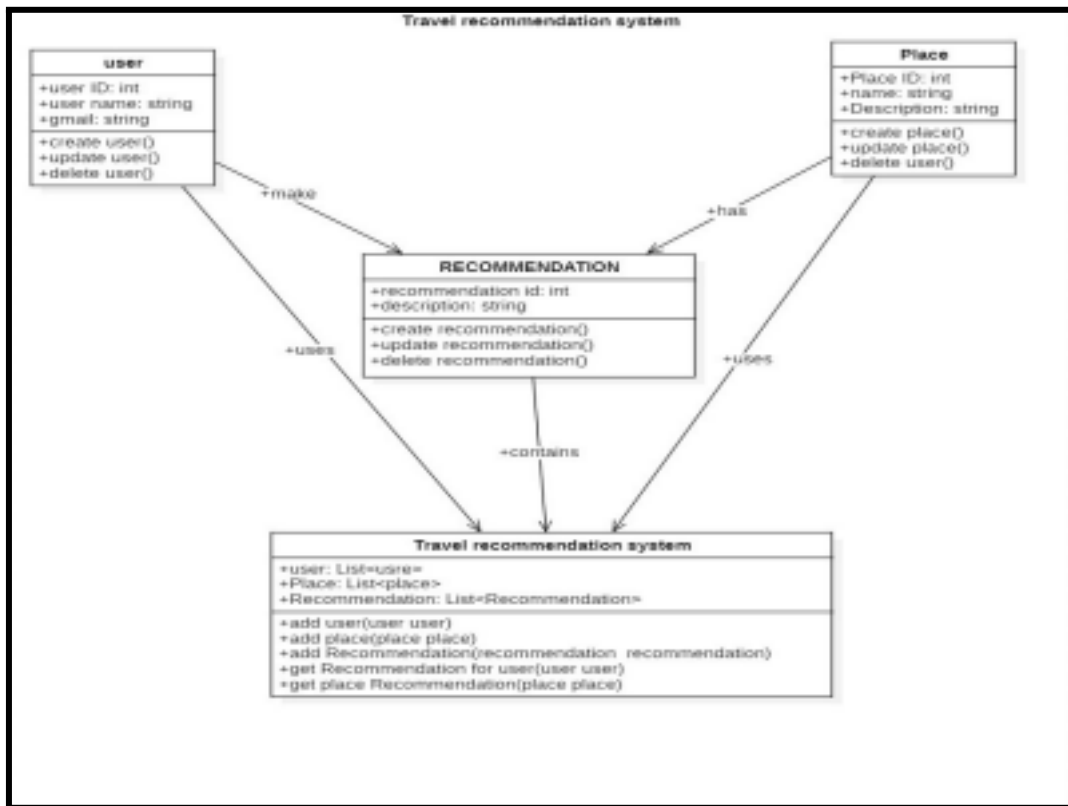 Travel recommendation system
user
+user ID: int
+user name: string
+gmail: string
+create user()
+update user()
+delete user()
Place
+Place ID: int
+name: string
+Description: string
+create place()
+update place()
+delete user()
+make
+has
RECOMMENDATION
+recommendation id: int
+description: string
+create recommendation()
+update recommendation()
+delete recommendation()
+uses
+uses
+contains
Travel recommendation system
+user: List=usre=
+Place: List<place>
+Recommendation: List<Recommendation>
+add user(user user)
+add place(place place)
+add Recommendation(recommendation recommendation)
+get Recommendation for user(user user)
+get place Recommendation(place place)